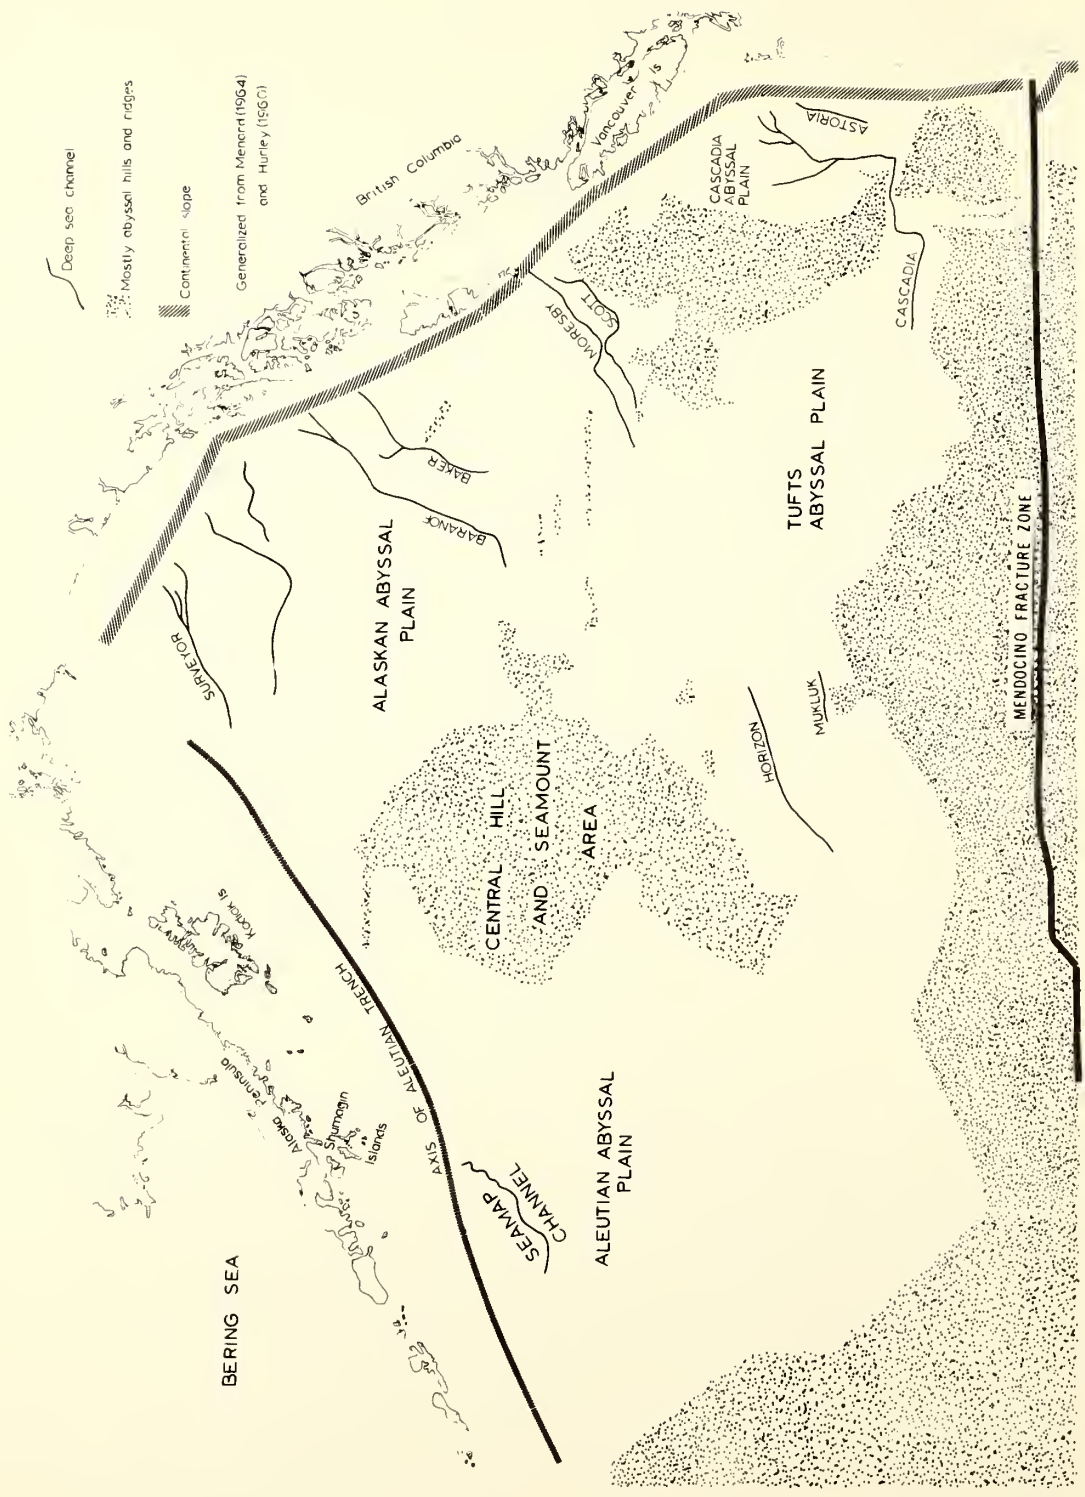 Deep sea channel
Mostly abyssal hills and ridges
Continental slope
Generalized from Menard (1964)
and Hurley (1960)
BERING SEA
Alaska Peninsula
Shumagin
Islands
Kodiak Is
British Columbia
Vancouver Is
AXIS OF ALEUTIAN TRENCH
SEAMAP
CHANNEL
SURVEYOR
ALASKAN ABYSSAL
PLAIN
BARANOF
BAKER
MORESBY
SCOTT
CASCADIA
ABYSSAL
PLAIN
ASTORIA
CASCADIA
CENTRAL HILL
AND SEAMOUNT
AREA
ALEUTIAN ABYSSAL
PLAIN
HORIZON
MUKLUK
TUFTS
ABYSSAL PLAIN
MENDOCINO FRACTURE ZONE